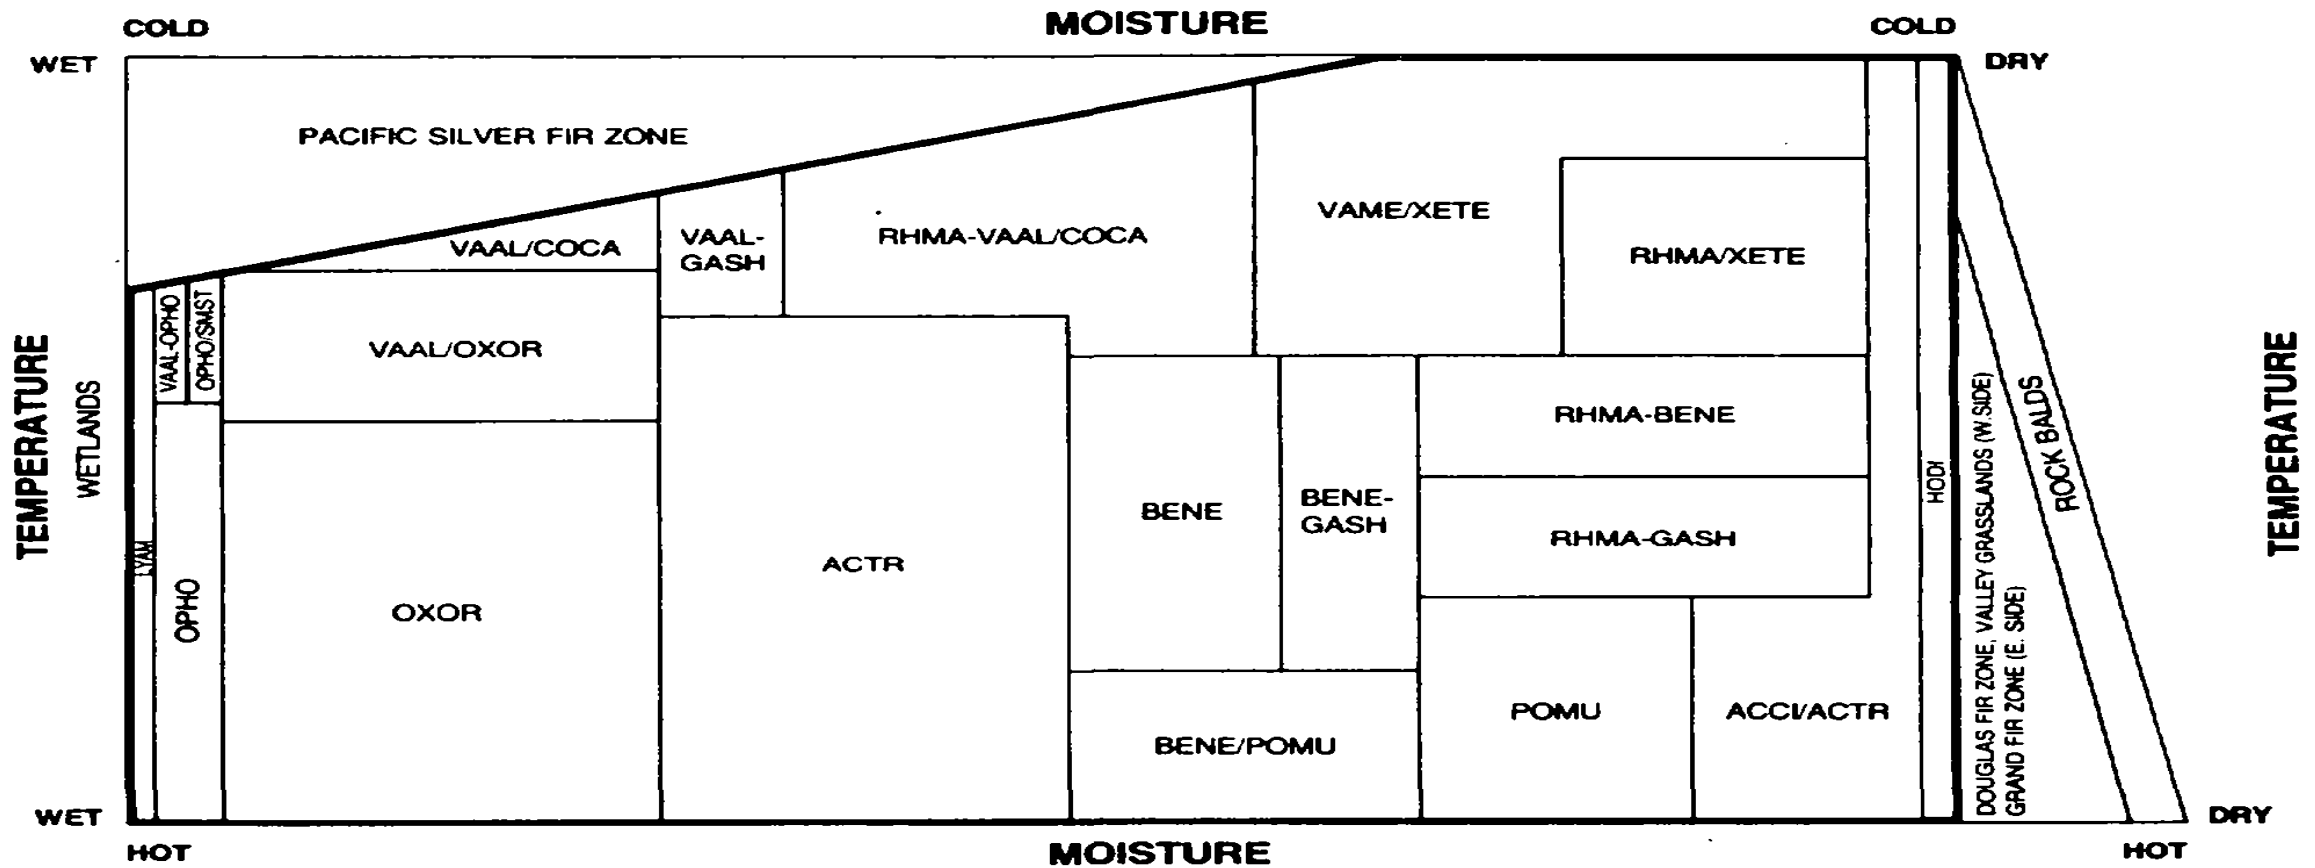 COLD
MOISTURE
COLD
WET
DRY
PACIFIC SILVER FIR ZONE
VAAL/COCA
VAAL-
GASH
RHMA-VAAL/COCA
VAME/XETE
RHMA/XETE
VAAL-OPHO
OPHO/SMST
VAAL/OXOR
TEMPERATURE
WETLANDS
LYAM
OPHO
OXOR
ACTR
BENE
BENE-
GASH
RHMA-BENE
RHMA-GASH
BENE/POMU
POMU
ACCI/ACTR
HODI
DOUGLAS FIR ZONE, VALLEY GRASSLANDS (W.SIDE)
GRAND FIR ZONE (E. SIDE)
ROCK BALDS
TEMPERATURE
WET
DRY
HOT
MOISTURE
HOT